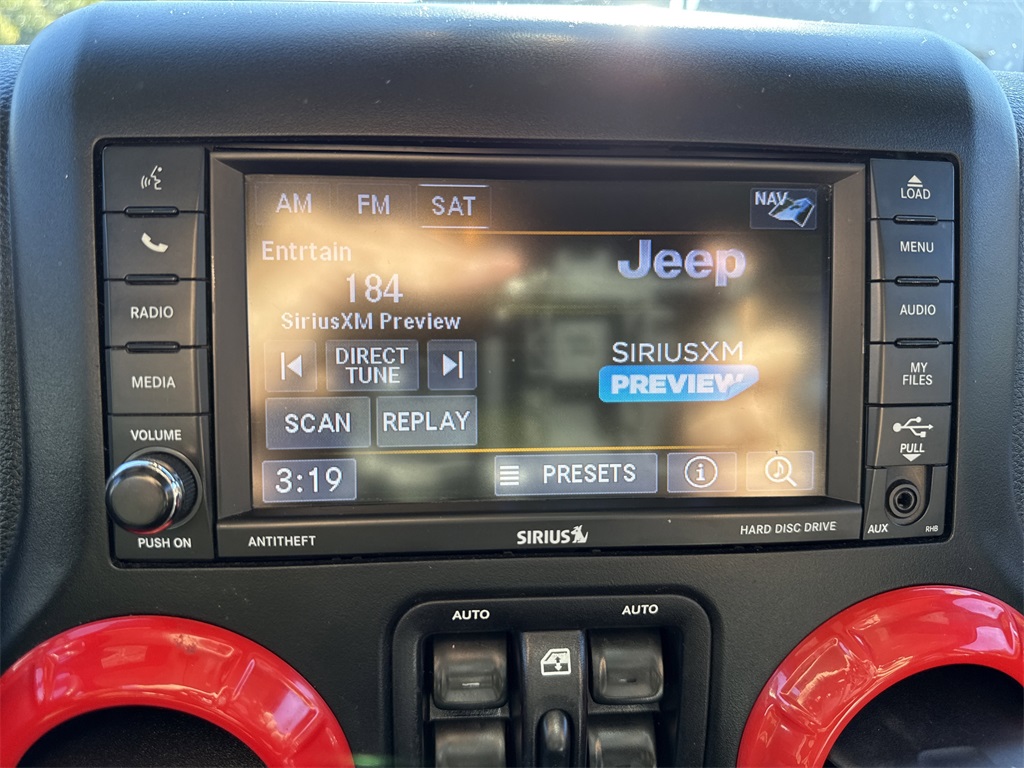 AM FM SAT NAV
Entrtain
184
SiriusXM Preview
DIRECT
TUNE
SCAN REPLAY
3:19
PRESETS
i
Jeep
SIRIUSXM
PREVIEW
RADIO
MEDIA
VOLUME
PUSH ON
LOAD
MENU
AUDIO
MY
FILES
PULL
AUX RHB
ANTITHEFT
SIRIUS
HARD DISC DRIVE
AUTO AUTO